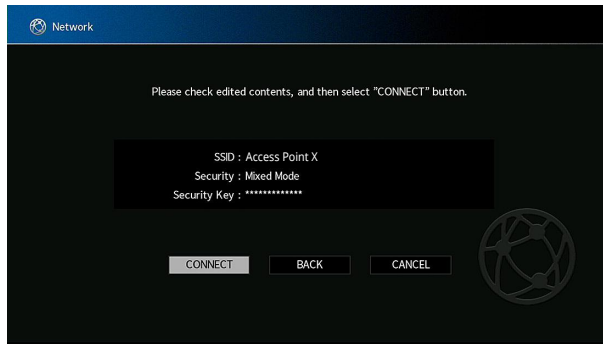 Network
Please check edited contents, and then select "CONNECT" button.
SSID : Access Point X
Security : Mixed Mode
Security Key : *************
CONNECT BACK CANCEL